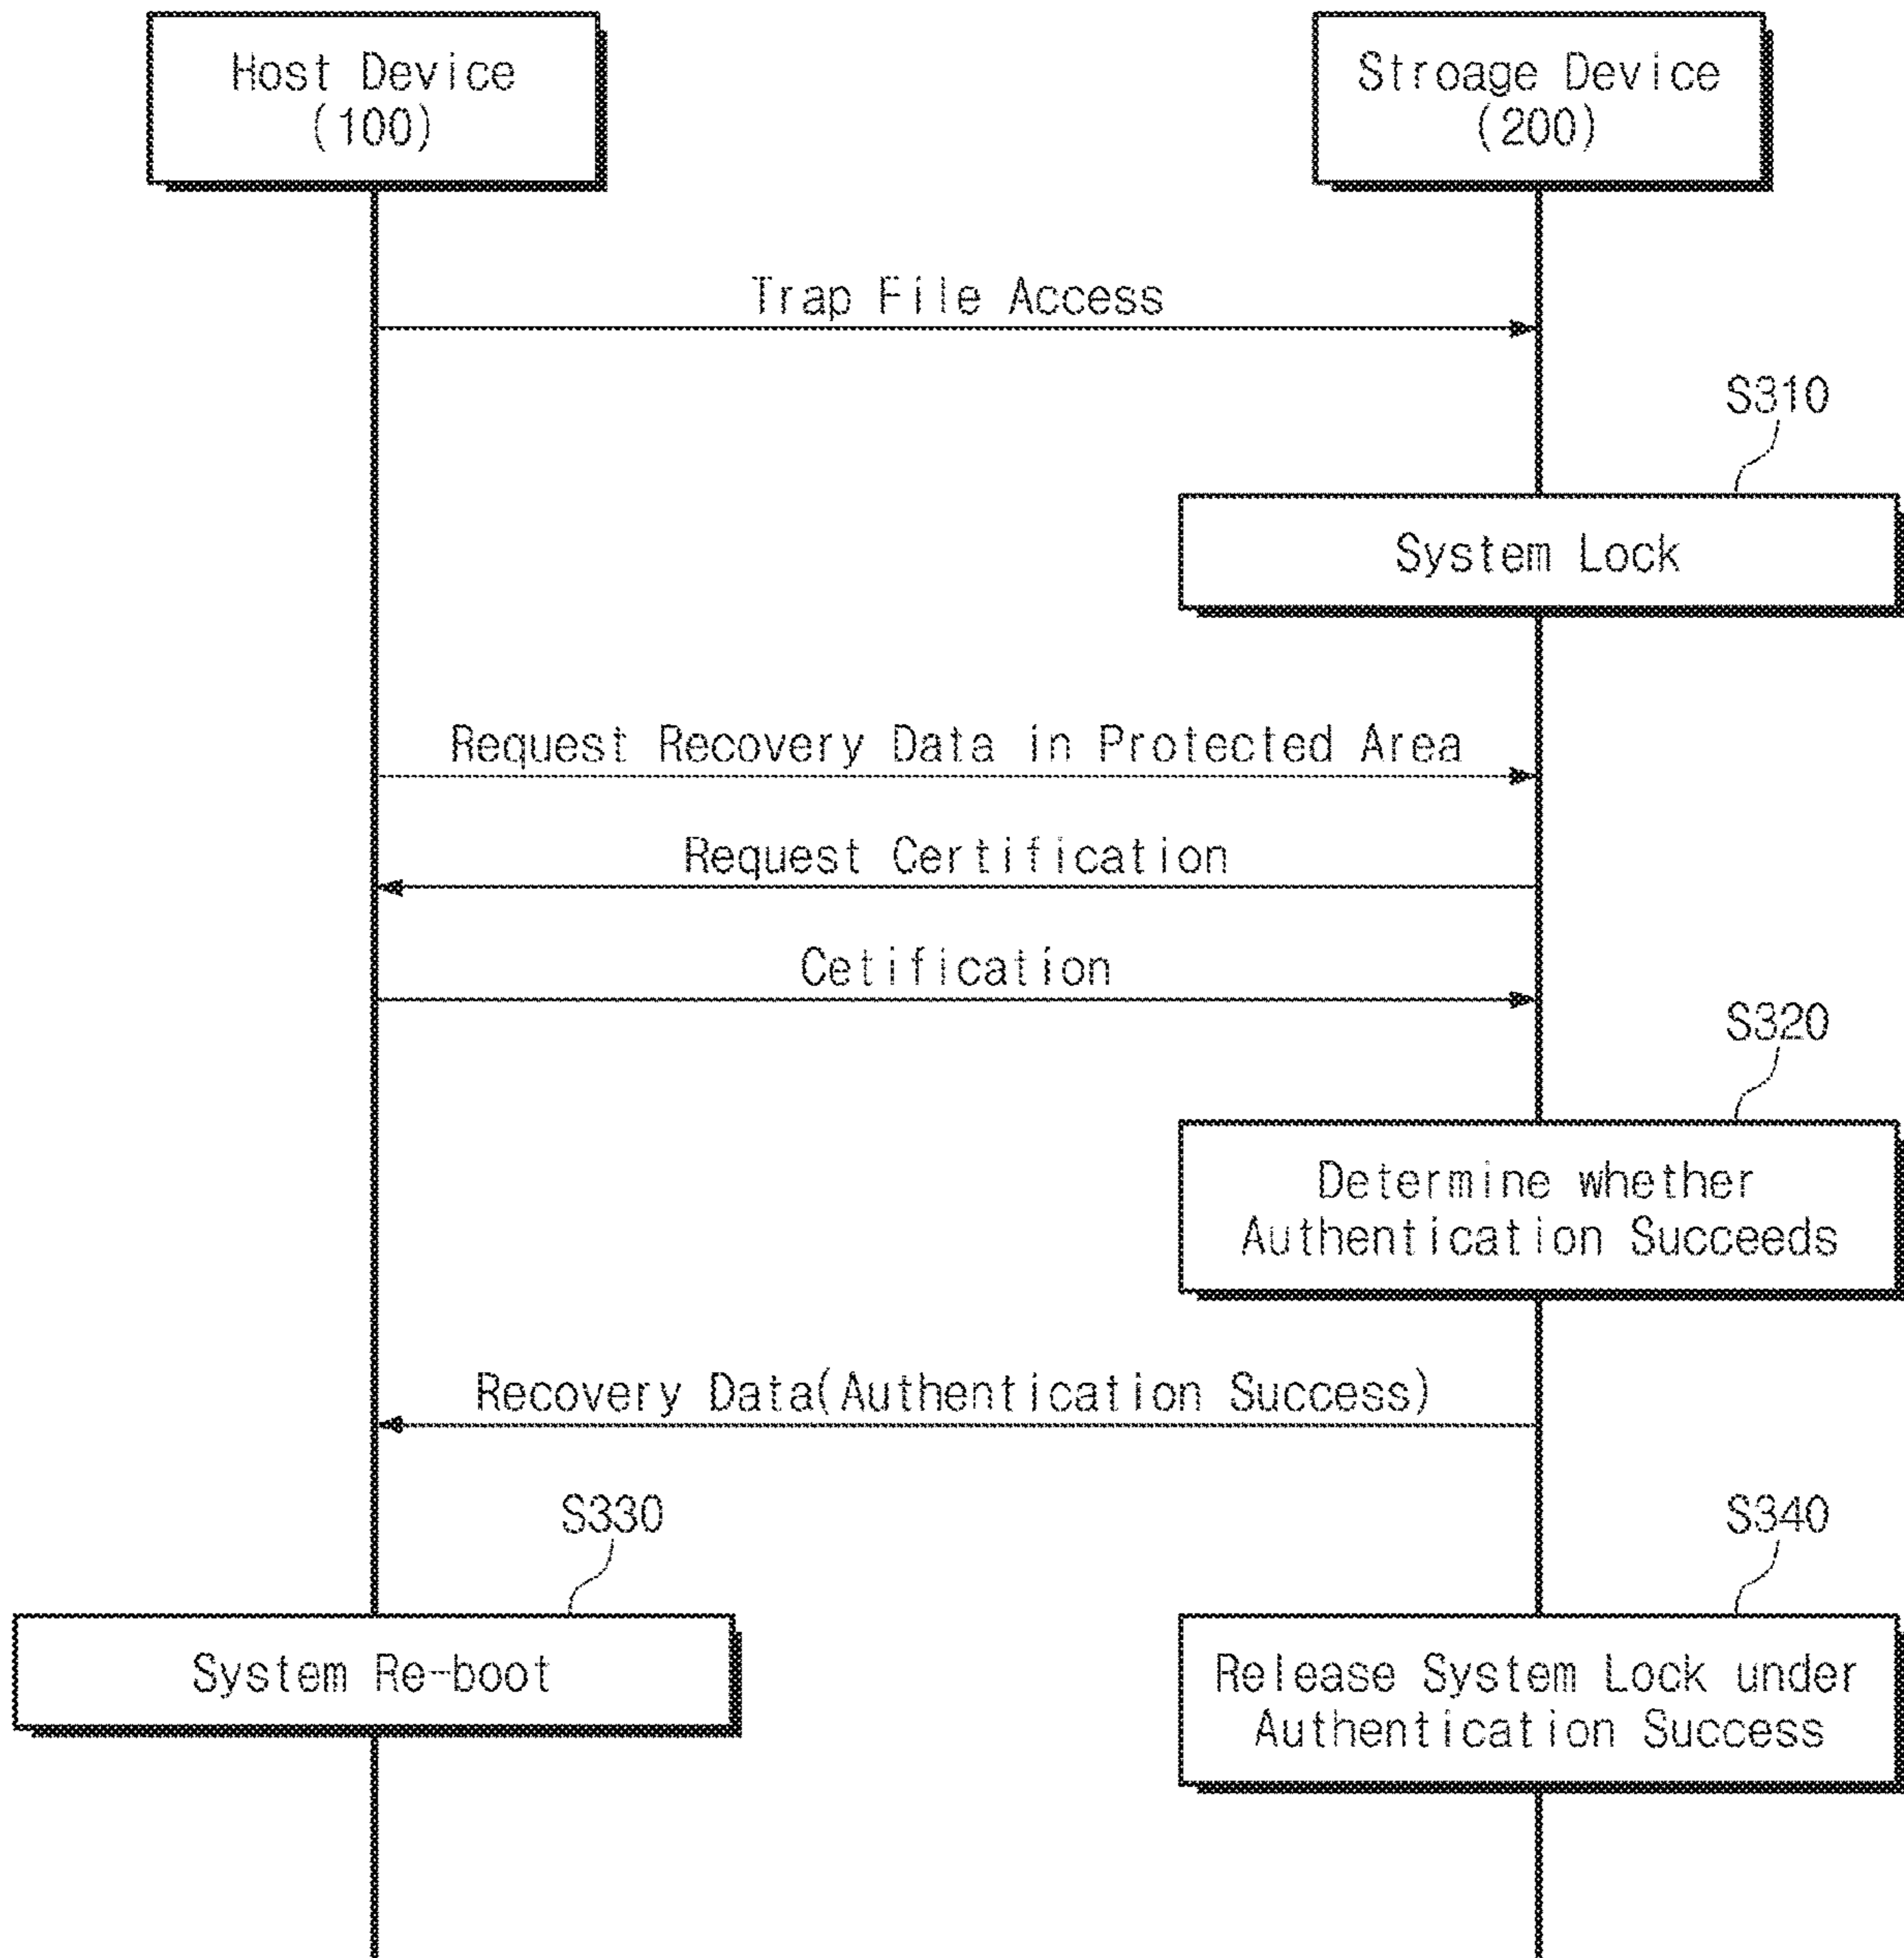 Host Device
(100)
Stroage Device
(200)
Trap File Access
S310
System Lock
Request Recovery Data in Protected Area
Request Certification
Cetification
S320
Determine whether
Authentication Succeeds
Recovery Data(Authentication Success)
S330
S340
System Re-boot
Release System Lock under
Authentication Success